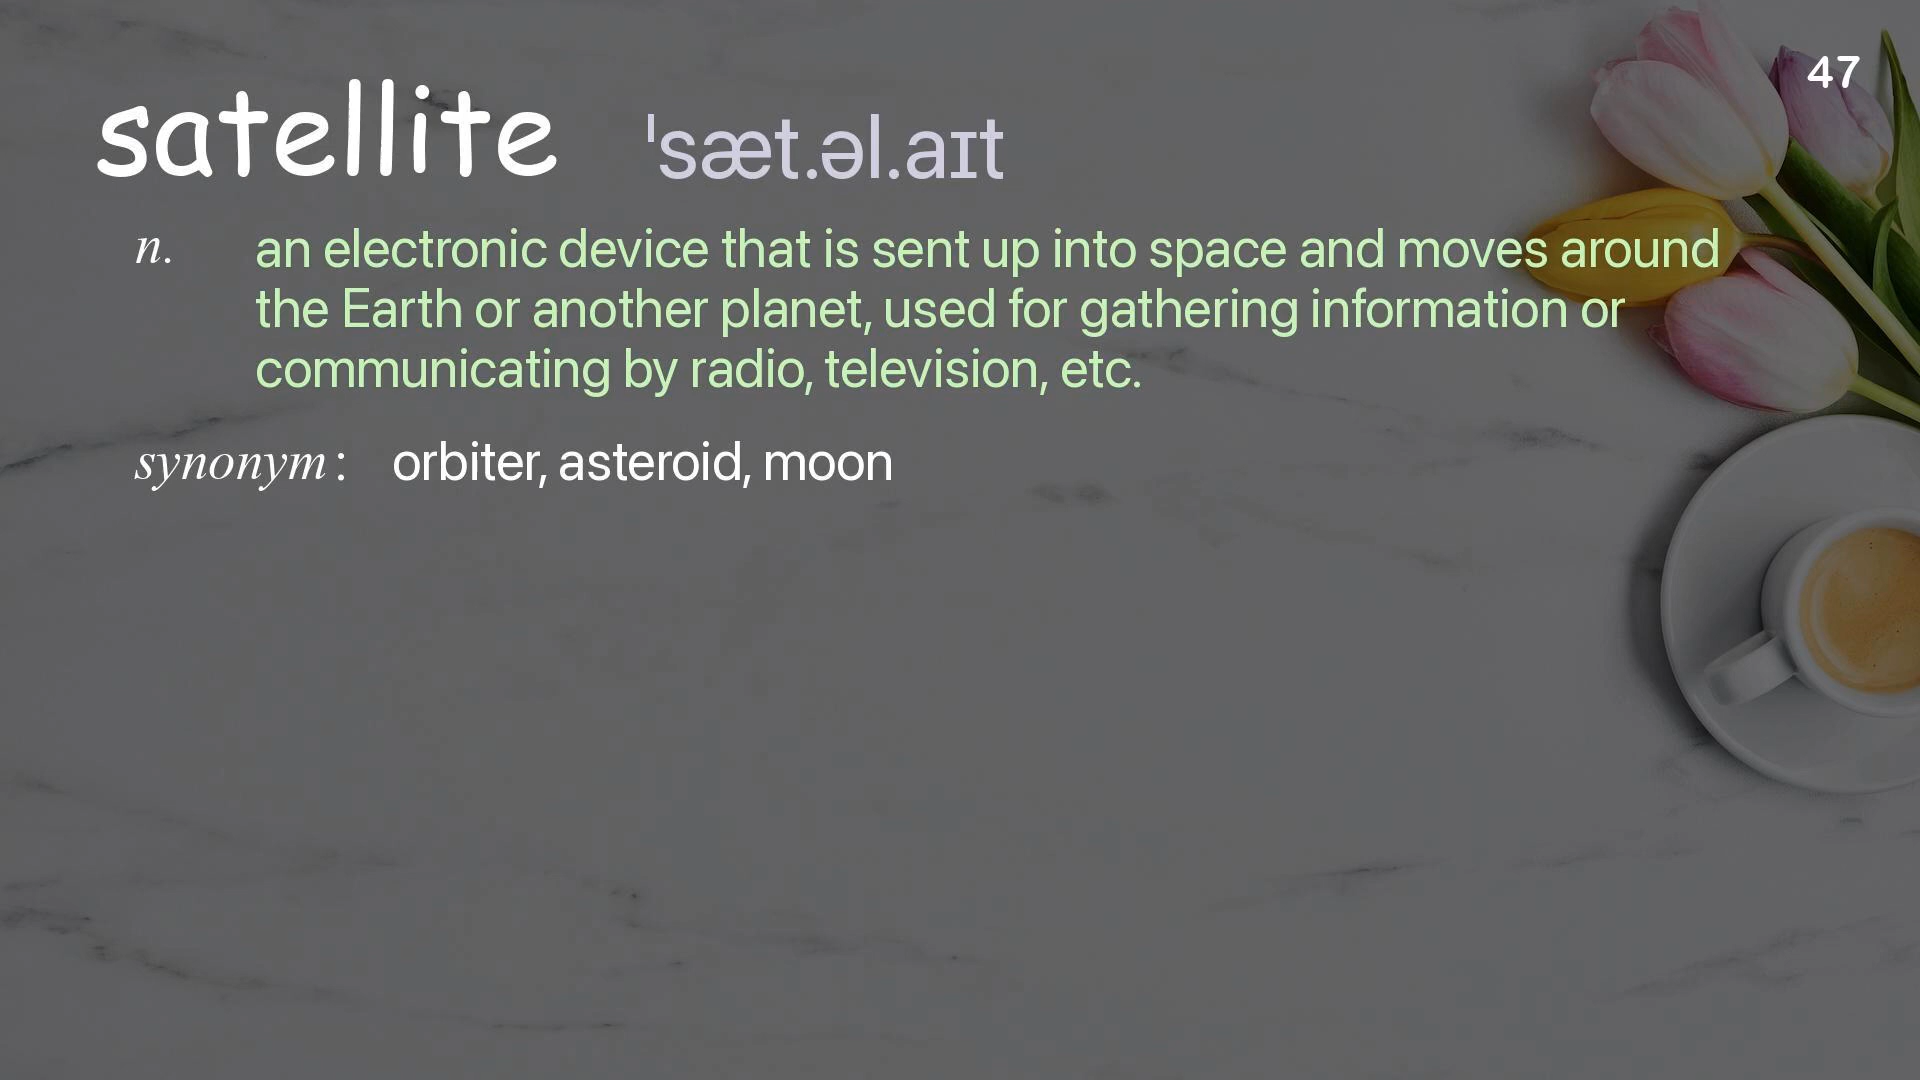 47
satellite ˈsæt.əl.aɪt
n. an electronic device that is sent up into space and moves around
the Earth or another planet, used for gathering information or
communicating by radio, television, etc.
synonym: orbiter, asteroid, moon